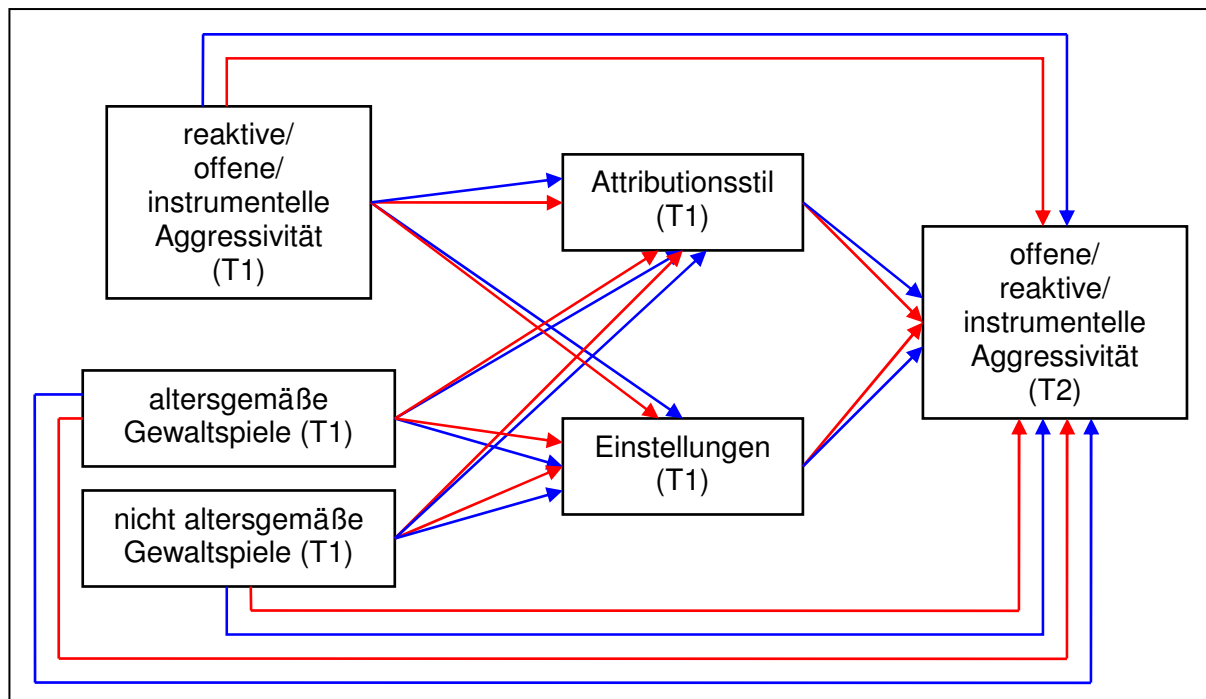 reaktive/
offene/
instrumentelle
Aggressivität
(T1)
Attributionsstil
(T1)
offene/
reaktive/
instrumentelle
Aggressivität
(T2)
altersgemäße
Gewaltspiele (T1)
Einstellungen
(T1)
nicht altersgemäße
Gewaltspiele (T1)